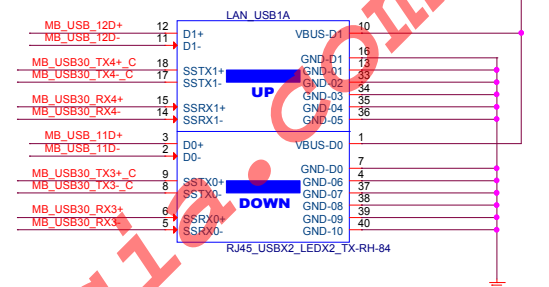 LAN_USB1A
MB_USB_12D+ 12 D1+ VBUS-D1 10
MB_USB_12D- 11 D1-
GND-D1 16
MB_USB30_TX4+_C 18 SSTX1+ GND-01 13
MB_USB30_TX4-_C 17 SSTX1- GND-02 33
UP GND-03 34
MB_USB30_RX4+ 15 SSRX1+ GND-04 35
MB_USB30_RX4- 14 SSRX1- GND-05 36
MB_USB_11D+ 3 D0+ VBUS-D0 1
MB_USB_11D- 2 D0-
GND-D0 7
MB_USB30_TX3+_C 9 SSTX0+ GND-06 4
MB_USB30_TX3-_C 8 SSTX0- GND-07 37
DOWN GND-08 38
MB_USB30_RX3+ 6 SSRX0+ GND-09 39
MB_USB30_RX3- 5 SSRX0- GND-10 40
RJ45_USBX2_LEDX2_TX-RH-84
ia.com